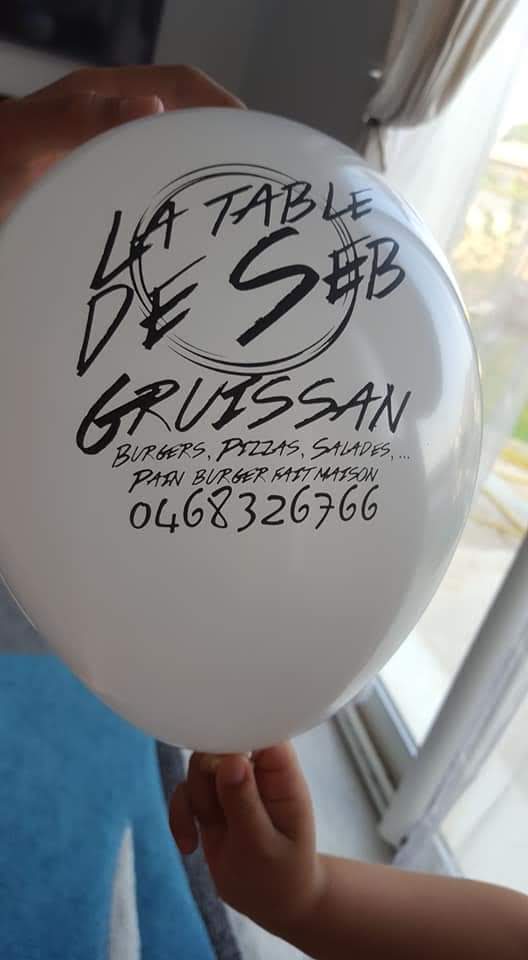 LA TABLE
DE SEB
GRUISSAN
BURGERS, PIZZAS, SALADES, ...
PAIN BURGER FAIT MAISON
0468326766